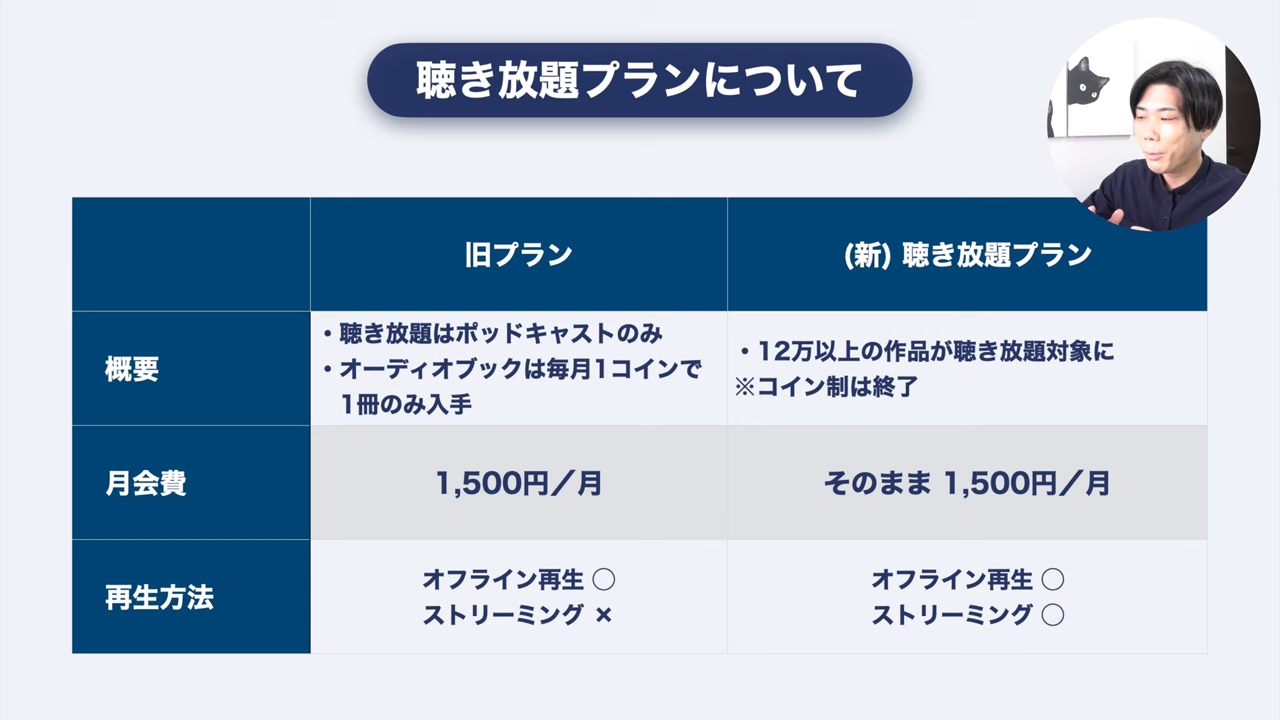 聴き放題プランについて
旧プラン
(新) 聴き放題プラン
概要
・聴き放題はポッドキャストのみ
・オーディオブックは毎月1コインで
1冊のみ入手
・12万以上の作品が聴き放題対象に
※コイン制は終了
月会費
1,500円／月
そのまま 1,500円／月
再生方法
オフライン再生 ○
ストリーミング ×
オフライン再生 ○
ストリーミング ○